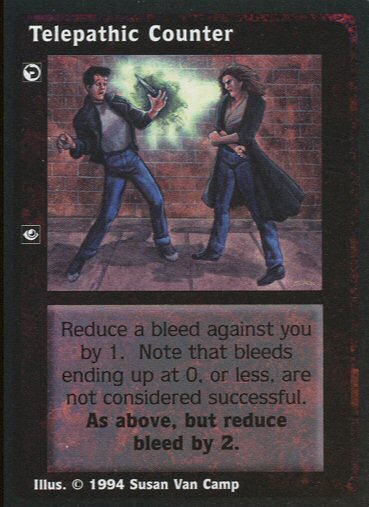 Telepathic Counter
Reduce a bleed against you
by 1.  Note that bleeds
ending up at 0, or less, are
not considered successful.
As above, but reduce
bleed by 2.
Illus. © 1994 Susan Van Camp